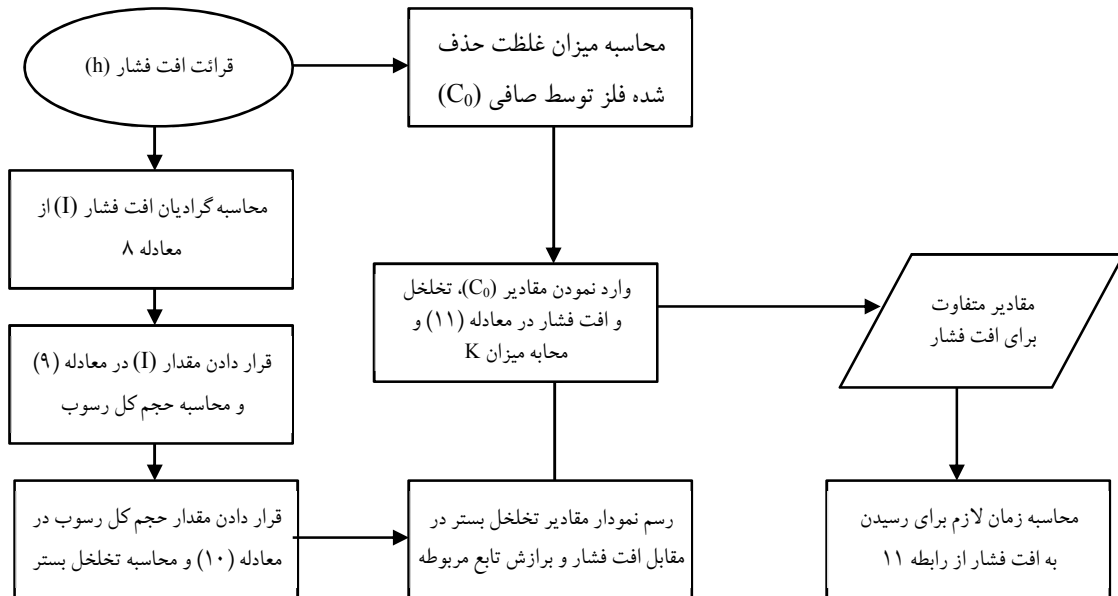 قرائت افت فشار (h)
محاسبه میزان غلظت حذف
شده فلز توسط صافی (C₀)
محاسبه گرادیان افت فشار (I) از
معادله ۸
قرار دادن مقدار (I) در معادله (۹)
و محاسبه حجم کل رسوب
قرار دادن مقدار حجم کل رسوب در
معادله (۱۰) و محاسبه تخلخل بستر
رسم نمودار مقادیر تخلخل بستر در
مقابل افت فشار و برازش تابع مربوطه
وارد نمودن مقادیر (C₀)، تخلخل
و افت فشار در معادله (۱۱) و
محابه میزان K
مقادیر متفاوت
برای افت فشار
محاسبه زمان لازم برای رسیدن
به افت فشار از رابطه ۱۱